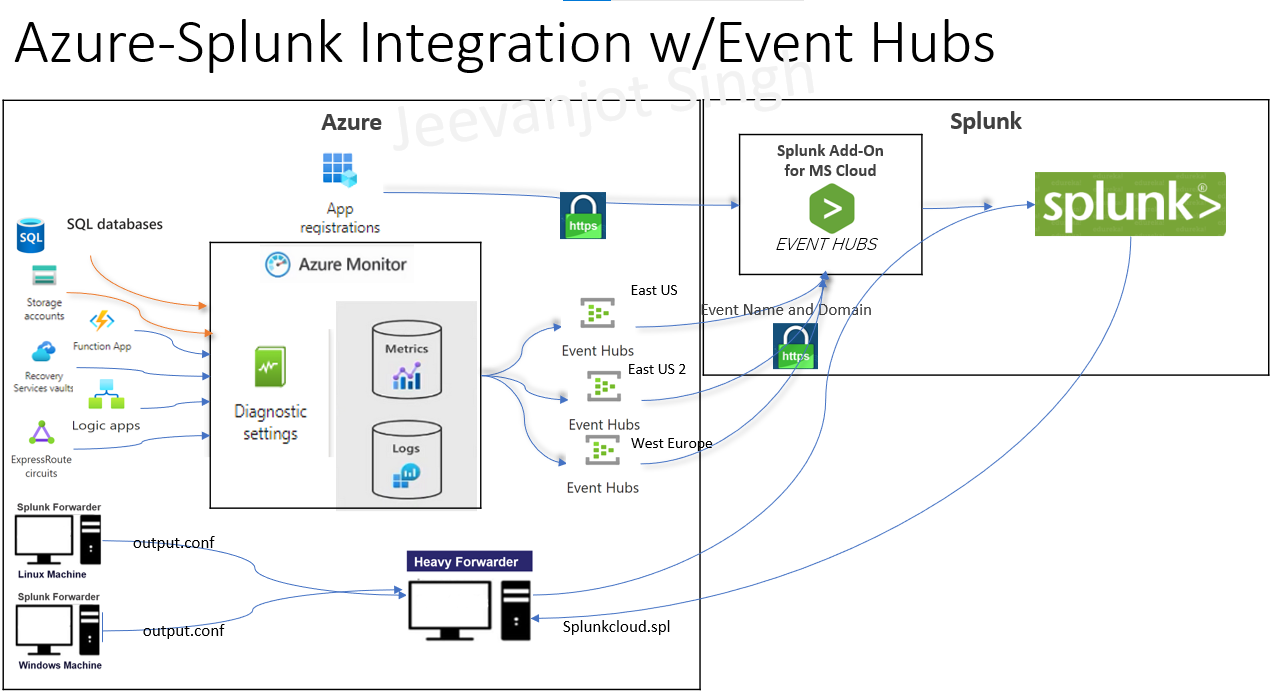 Azure-Splunk Integration w/Event Hubs
Jeevanjot Singh
Azure
App
registrations
https
SQL databases
SQL
Storage
accounts
Function App
Recovery
Services vaults
Logic apps
ExpressRoute
circuits
Azure Monitor
Diagnostic
settings
Metrics
Logs
East US
Event Hubs
East US 2
Event Hubs
West Europe
Event Hubs
Splunk Forwarder
Linux Machine
output.conf
Splunk Forwarder
Windows Machine
output.conf
Heavy Forwarder
Splunkcloud.spl
Splunk
Splunk Add-On
for MS Cloud
>
EVENT HUBS
Event Name and Domain
https
splunk>®